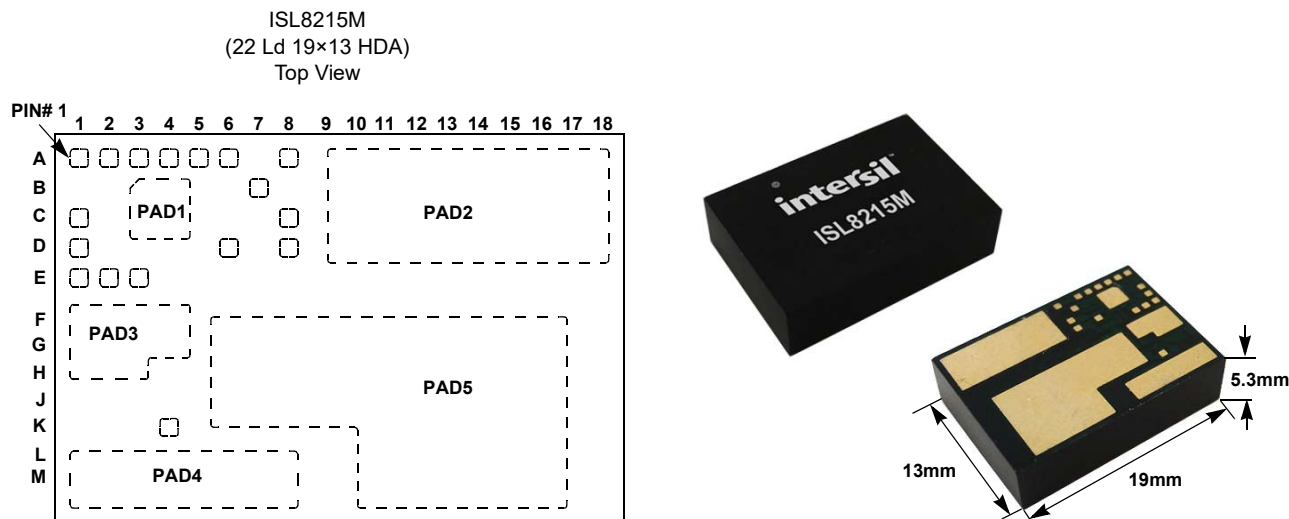 ISL8215M
(22 Ld 19×13 HDA)
Top View
PIN# 1
1 2 3 4 5 6 7 8 9 10 11 12 13 14 15 16 17 18
A
B
C
D
E
F
G
H
J
K
L
M
PAD1
PAD2
PAD3
PAD5
PAD4
intersil™
ISL8215M
5.3mm
13mm
19mm